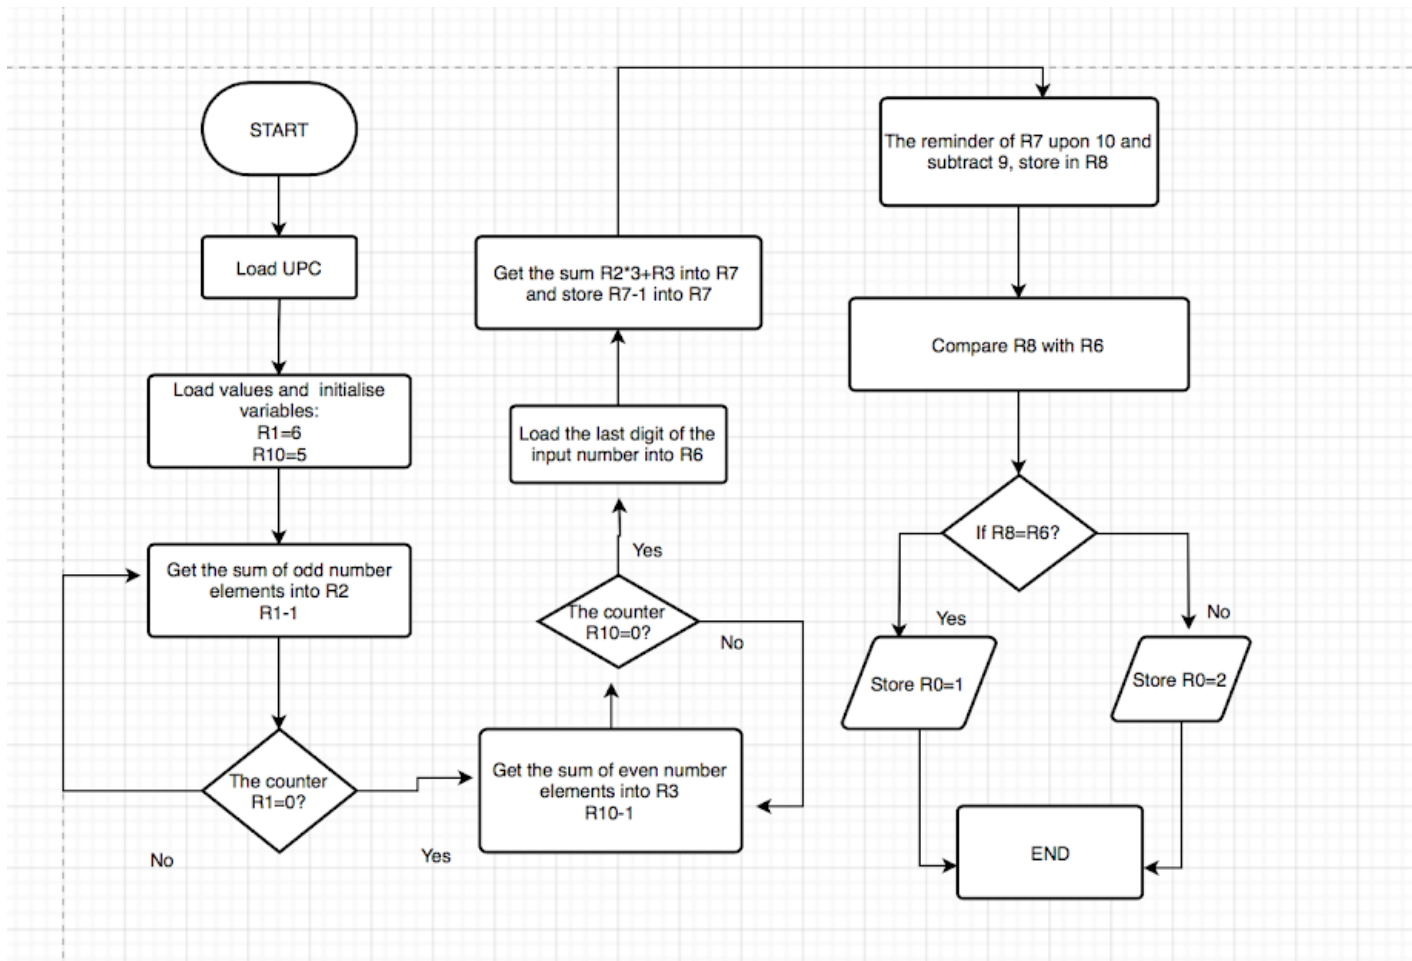 START
Load UPC
Load values and initialise
variables:
R1=6
R10=5
Get the sum of odd number
elements into R2
R1-1
The counter
R1=0?
No
Yes
Get the sum of even number
elements into R3
R10-1
The counter
R10=0?
No
Yes
Load the last digit of the
input number into R6
Get the sum R2*3+R3 into R7
and store R7-1 into R7
The reminder of R7 upon 10 and
subtract 9, store in R8
Compare R8 with R6
If R8=R6?
Yes
No
Store R0=1
Store R0=2
END